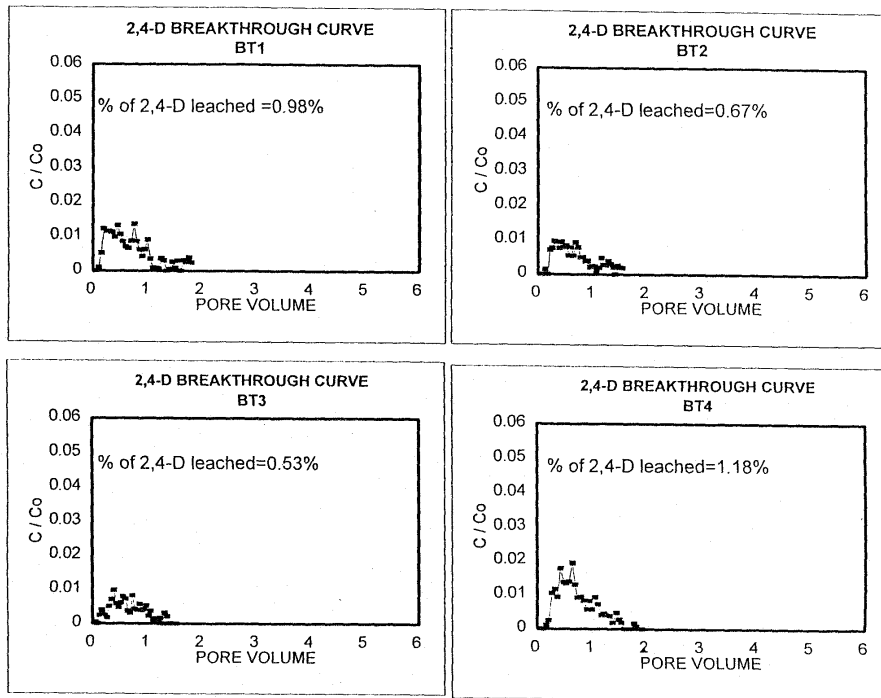 2,4-D BREAKTHROUGH CURVE
BT1
0.06
0.05
0.04
0.03
0.02
0.01
0
C / Co
% of 2,4-D leached =0.98%
0 1 2 3 4 5 6
PORE VOLUME
2,4-D BREAKTHROUGH CURVE
BT2
0.06
0.05
0.04
0.03
0.02
0.01
0
C / Co
% of 2,4-D leached=0.67%
0 1 2 3 4 5 6
PORE VOLUME
2,4-D BREAKTHROUGH CURVE
BT3
0.06
0.05
0.04
0.03
0.02
0.01
0
C / Co
% of 2,4-D leached=0.53%
0 1 2 3 4 5 6
PORE VOLUME
2,4-D BREAKTHROUGH CURVE
BT4
0.06
0.05
0.04
0.03
0.02
0.01
0
C / Co
% of 2,4-D leached=1.18%
0 1 2 3 4 5 6
PORE VOLUME